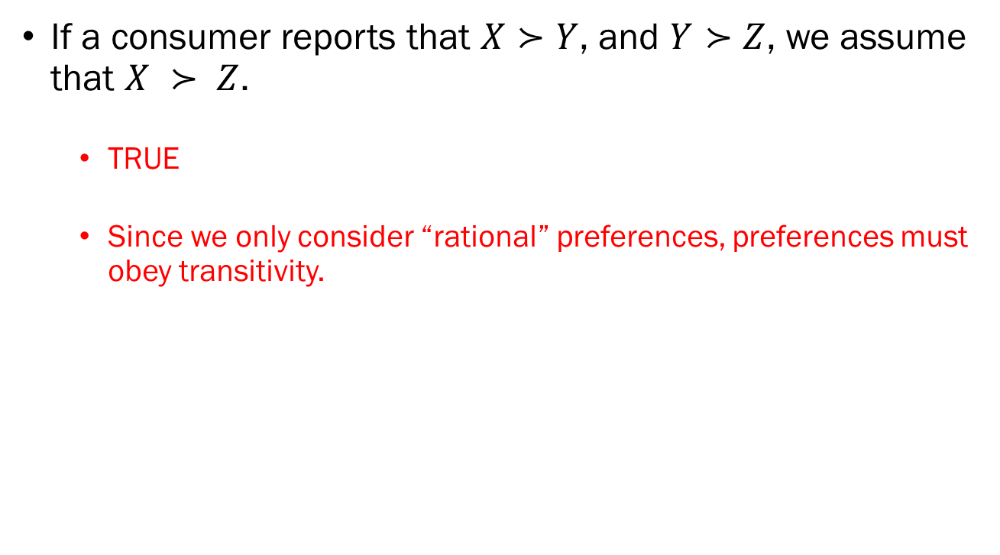 • If a consumer reports that 𝑋 ≻ 𝑌, and 𝑌 ≻ 𝑍, we assume
that 𝑋 ≻ 𝑍.
• TRUE
• Since we only consider “rational” preferences, preferences must
obey transitivity.